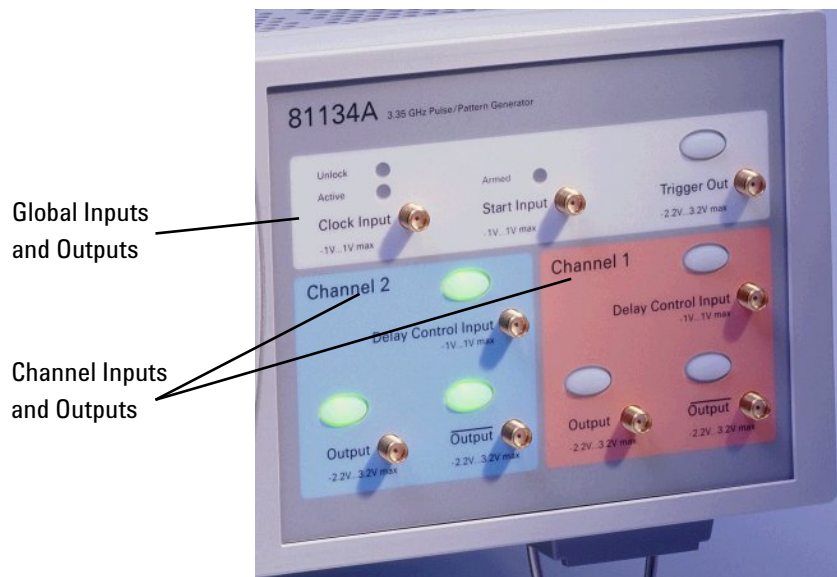 81134A 3.35 GHz Pulse/Pattern Generator
Unlock
Active
Clock Input
-1V...1V max
Armed
Start Input
-1V...1V max
Trigger Out
-2.2V...3.2V max
Global Inputs
and Outputs
Channel 2
Delay Control Input
-1V...1V max
Output
-2.2V...3.2V max
Output
-2.2V...3.2V max
Channel 1
Delay Control Input
-1V...1V max
Output
-2.2V...3.2V max
Output
-2.2V...3.2V max
Channel Inputs
and Outputs